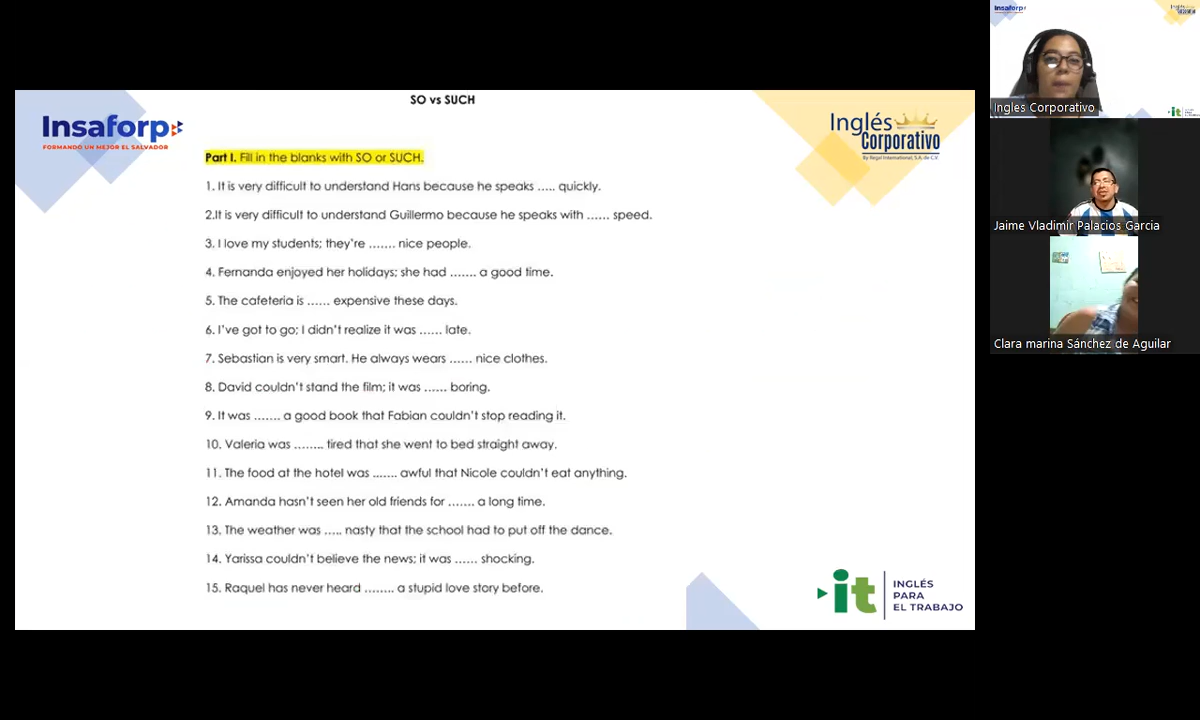 SO vs SUCH
Insaforp
FORMANDO UN MEJOR EL SALVADOR
Inglés
Corporativo
By Regal International, S.A. de C.V.
Part I. Fill in the blanks with SO or SUCH.
1. It is very difficult to understand Hans because he speaks ….. quickly.
2.It is very difficult to understand Guillermo because he speaks with …… speed.
3. I love my students; they’re ……. nice people.
4. Fernanda enjoyed her holidays; she had ……. a good time.
5. The cafeteria is …… expensive these days.
6. I’ve got to go; I didn’t realize it was …… late.
7. Sebastian is very smart. He always wears …… nice clothes.
8. David couldn’t stand the film; it was …… boring.
9. It was ……. a good book that Fabian couldn’t stop reading it.
10. Valeria was …….. tired that she went to bed straight away.
11. The food at the hotel was ……. awful that Nicole couldn’t eat anything.
12. Amanda hasn’t seen her old friends for ……. a long time.
13. The weather was ….. nasty that the school had to put off the dance.
14. Yarissa couldn’t believe the news; it was …… shocking.
15. Raquel has never heard …….. a stupid love story before.
it
INGLÉS
PARA
EL TRABAJO
Insaforp
Ingles Corporativo
it
Jaime Vladimir Palacios Garcia
Clara marina Sánchez de Aguilar